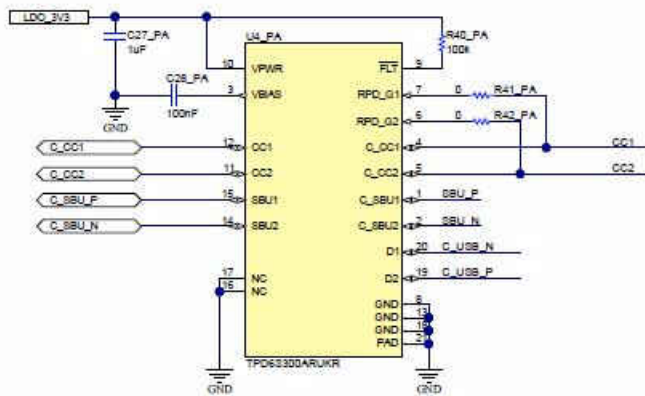 LDO_3V3
C27_PA
1uF
GND
C28_PA
100nF
U4_PA
R40_PA
100k
10 VPWR
3 VBIAS
FLT 9
RPD_G1 7
0 R41_PA
RPD_G2 6
0 R42_PA
C_CC1 12 CC1
C_CC1 4 CC1
C_CC2 11 CC2
C_CC2 5 CC2
C_SBU_P 15 SBU1
C_SBU1 1 SBU_P
C_SBU_N 14 SBU2
C_SBU2 2 SBU_N
D1 20 C_USB_N
D2 19 C_USB_P
17 NC
16 NC
GND 8
GND 13
GND
PAD
GND
TPD6S300ARUKR
GND